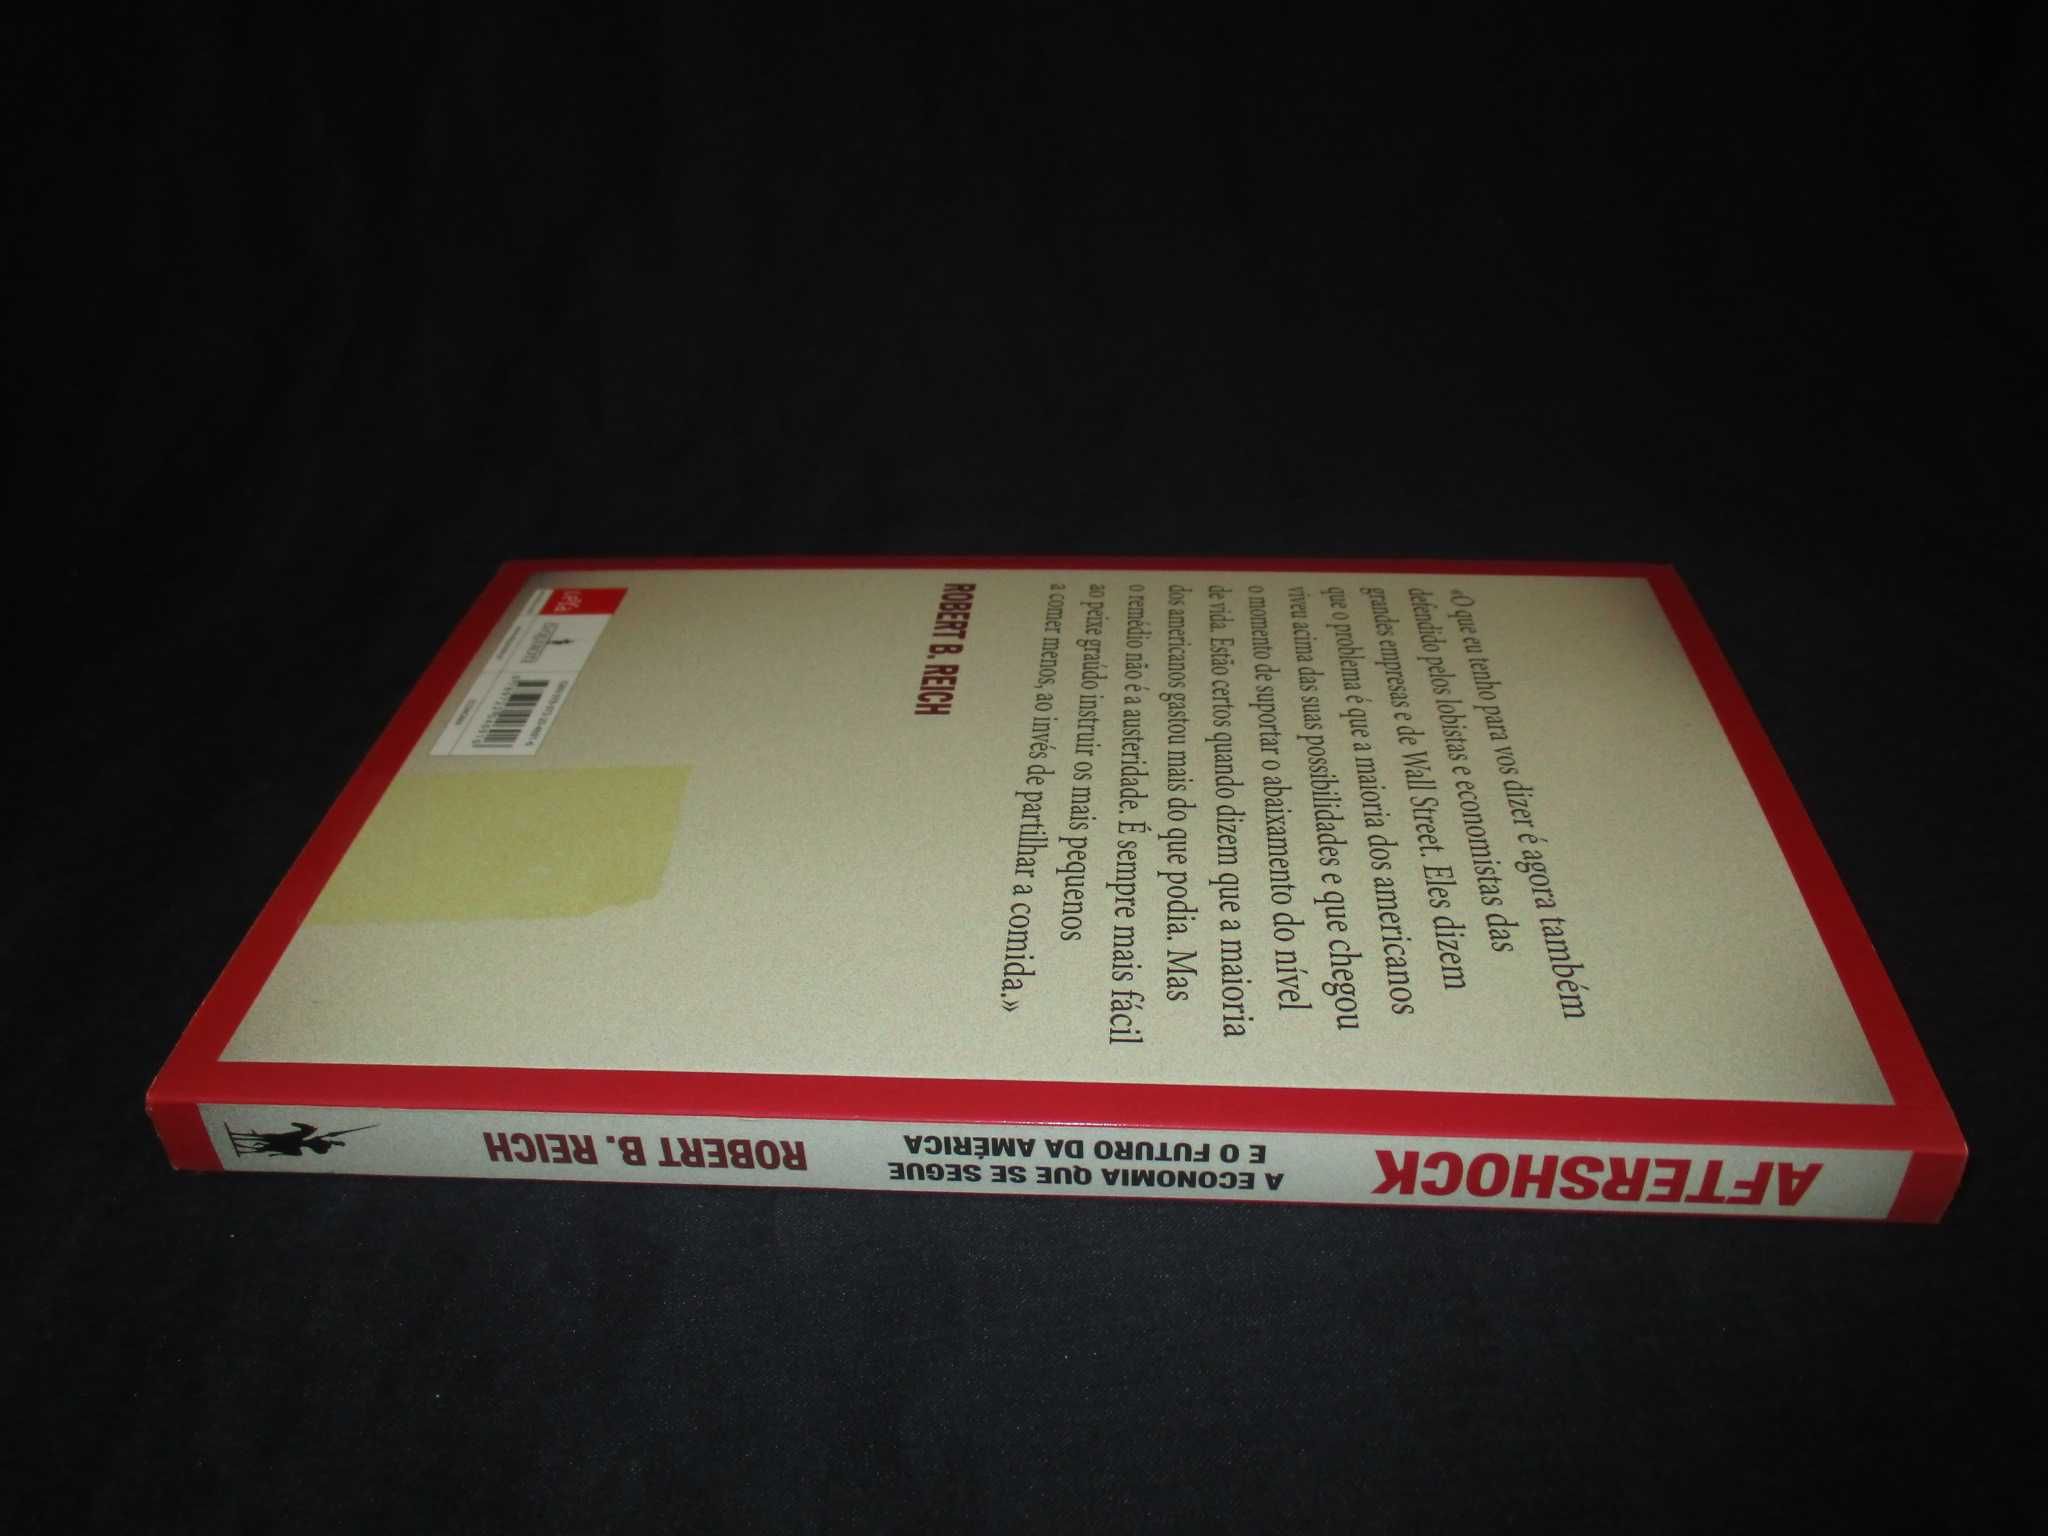 «O que eu tenho para vos dizer é agora também
defendido pelos lobistas e economistas das
grandes empresas e de Wall Street. Eles dizem
que o problema é que a maioria dos americanos
viveu acima das suas possibilidades e que chegou
o momento de suportar o abaixamento do nível
de vida. Estão certos quando dizem que a maioria
dos americanos gastou mais do que podia. Mas
o remédio não é a austeridade. É sempre mais fácil
ao peixe graúdo instruir os mais pequenos
a comer menos, ao invés de partilhar a comida.»
ROBERT B. REICH
AFTERSHOCK
A ECONOMIA QUE SE SEGUE
E O FUTURO DA AMÉRICA
ROBERT B. REICH